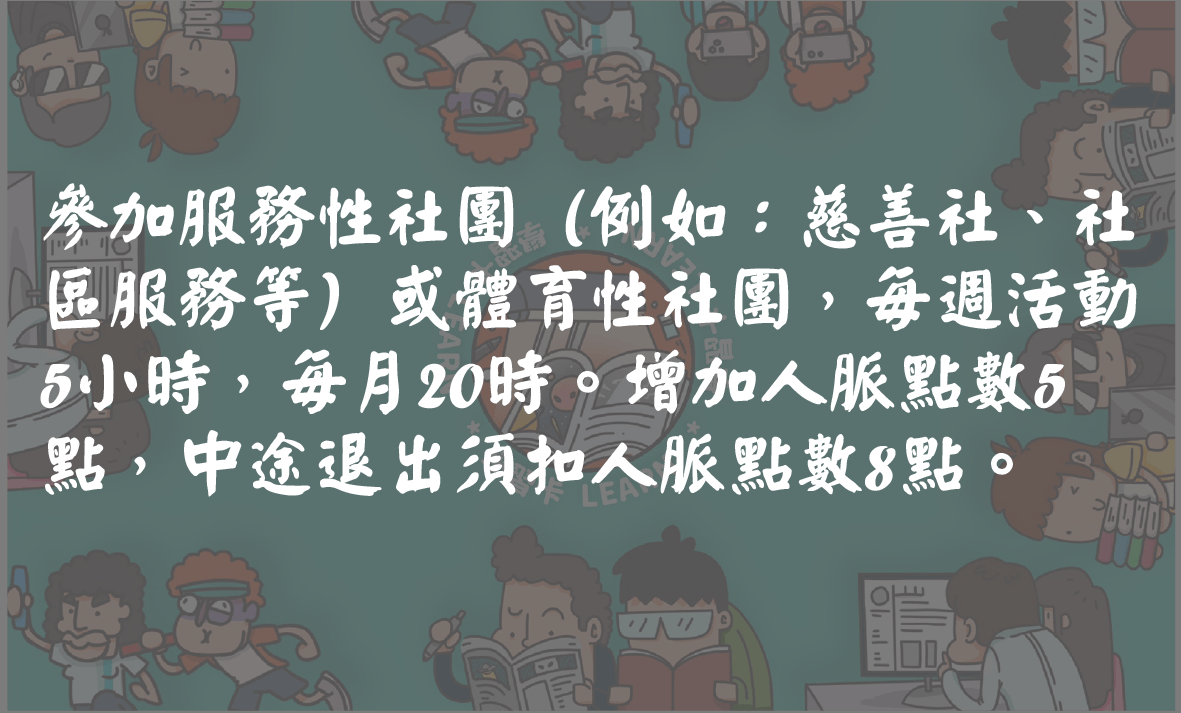 參加服務性社團（例如：慈善社、社
區服務等）或體育性社團，每週活動
5小時，每月20時。增加人脈點數5
點，中途退出須扣人脈點數8點。